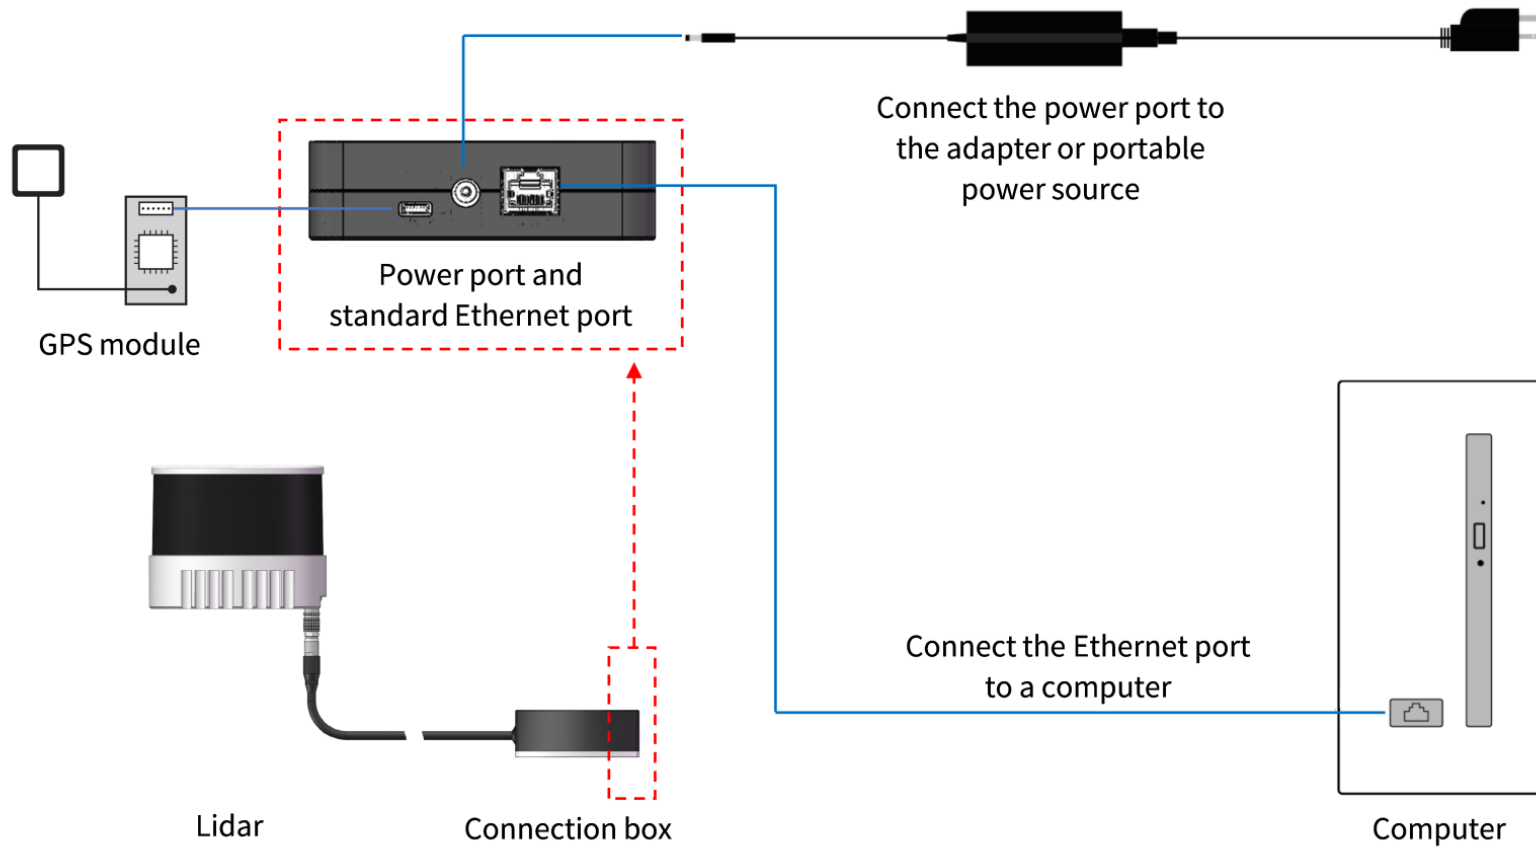 Connect the power port to
the adapter or portable
power source
Power port and
standard Ethernet port
GPS module
Connect the Ethernet port
to a computer
Lidar
Connection box
Computer